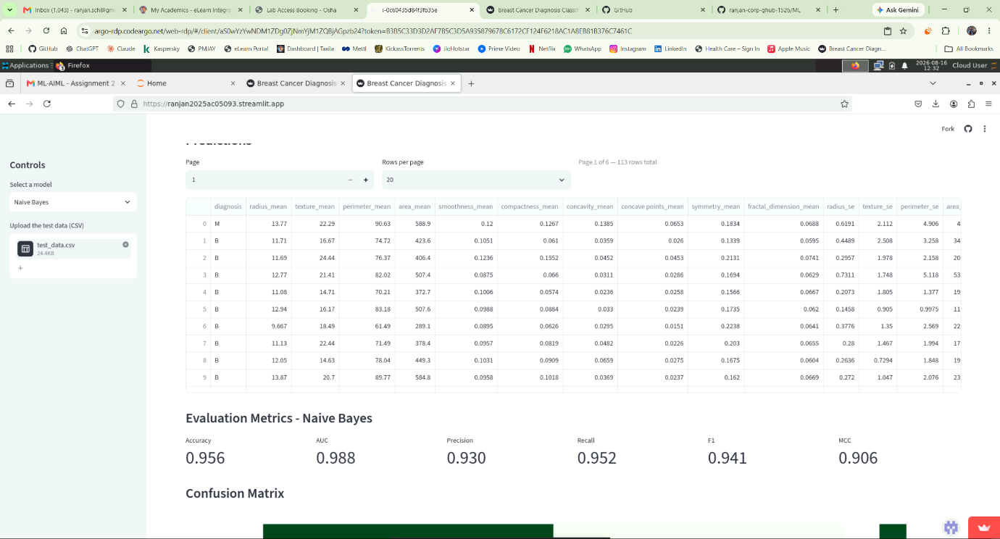 Inbox (1,043) - ranjan.sch@gma
My Academics - eLearn Integrat
Lab Access Booking - Osha
i-0c60435d84f3fb35e
Breast Cancer Diagnosis Classif
GitHub
ranjan-corp-ghub-1526/ML
Ask Gemini
argo-rdp.codeargo.net/web-rdp/#/client/
GitHub ChatGPT Claude Kaspersky PMJAY eLearn Portal Dashboard | Taxila Mettl KickassTorrents JioHotstar Prime Video Netflix WhatsApp Instagram LinkedIn Health Care – Sign In Apple Music Breast Cancer Diagn... All Bookmarks
Applications Firefox 2026-08-16 12:32 Cloud User
ML-AIML - Assignment 2 Home Breast Cancer Diagnosis Breast Cancer Diagnosis
https://ranjan2025ac05093.streamlit.app
Fork
Controls
Select a model
Naive Bayes
Upload the test data (CSV)
test_data.csv
24.4KB
Predictions
Page Rows per page Page 1 of 6 — 113 rows total
1 20
diagnosis radius_mean texture_mean perimeter_mean area_mean smoothness_mean compactness_mean concavity_mean concave points_mean symmetry_mean fractal_dimension_mean radius_se texture_se perimeter_se area_
0 M 13.77 22.29 90.63 588.9 0.12 0.1267 0.1385 0.0653 0.1834 0.0688 0.6191 2.112 4.906 4
1 B 11.71 16.67 74.72 423.6 0.1051 0.061 0.0359 0.026 0.1339 0.0595 0.4489 2.508 3.258 34
2 B 11.69 24.44 76.37 406.4 0.1236 0.1552 0.0452 0.0453 0.2131 0.0741 0.2957 1.978 2.158 20
3 B 12.77 21.41 82.02 507.4 0.0875 0.066 0.0311 0.0286 0.1694 0.0629 0.7311 1.748 5.118 53
4 B 11.08 14.71 70.21 372.7 0.1006 0.0574 0.0236 0.0258 0.1566 0.0667 0.2073 1.805 1.377 19
5 B 12.94 16.17 83.18 507.6 0.0988 0.0884 0.033 0.0239 0.1735 0.062 0.1458 0.905 0.9975 11
6 B 9.667 18.49 61.49 289.1 0.0895 0.0626 0.0295 0.0151 0.2238 0.0641 0.3776 1.35 2.569 22
7 B 11.13 22.44 71.49 378.4 0.0957 0.0819 0.0482 0.0226 0.203 0.0655 0.28 1.467 1.994 17
8 B 12.05 14.63 78.04 449.3 0.1031 0.0909 0.0659 0.0275 0.1675 0.0604 0.2636 0.7294 1.848 19
9 B 13.87 20.7 89.77 584.8 0.0958 0.1018 0.0369 0.0237 0.162 0.0669 0.272 1.047 2.076 23
Evaluation Metrics - Naive Bayes
Accuracy AUC Precision Recall F1 MCC
0.956 0.988 0.930 0.952 0.941 0.906
Confusion Matrix